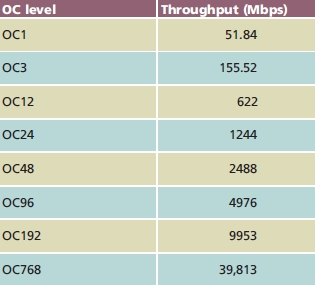 OC level Throughput (Mbps)
OC1 51.84
OC3 155.52
OC12 622
OC24 1244
OC48 2488
OC96 4976
OC192 9953
OC768 39,813